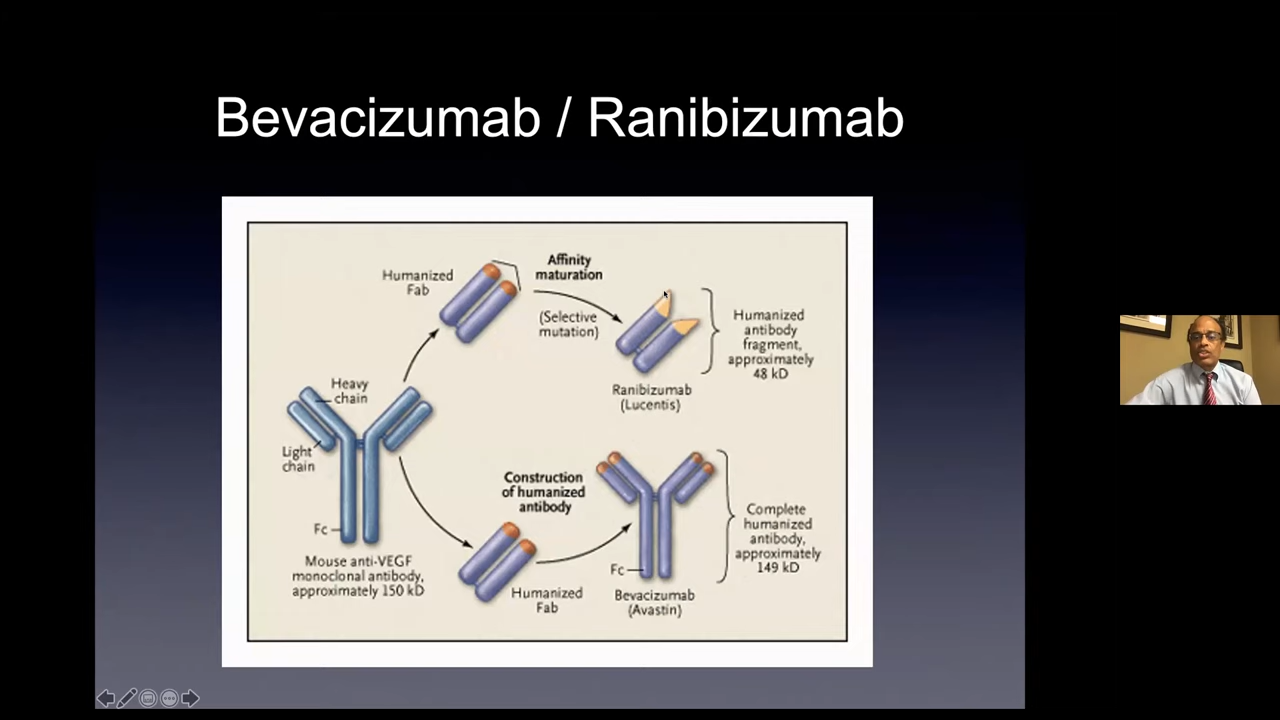 Bevacizumab / Ranibizumab
Humanized
Fab
Affinity
maturation
(Selective
mutation)
Humanized
antibody
fragment,
approximately
48 kD
Ranibizumab
(Lucentis)
Heavy
chain
Light
chain
Fc
Mouse anti-VEGF
monoclonal antibody,
approximately 150 kD
Construction
of humanized
antibody
Humanized
Fab
Fc
Bevacizumab
(Avastin)
Complete
humanized
antibody,
approximately
149 kD